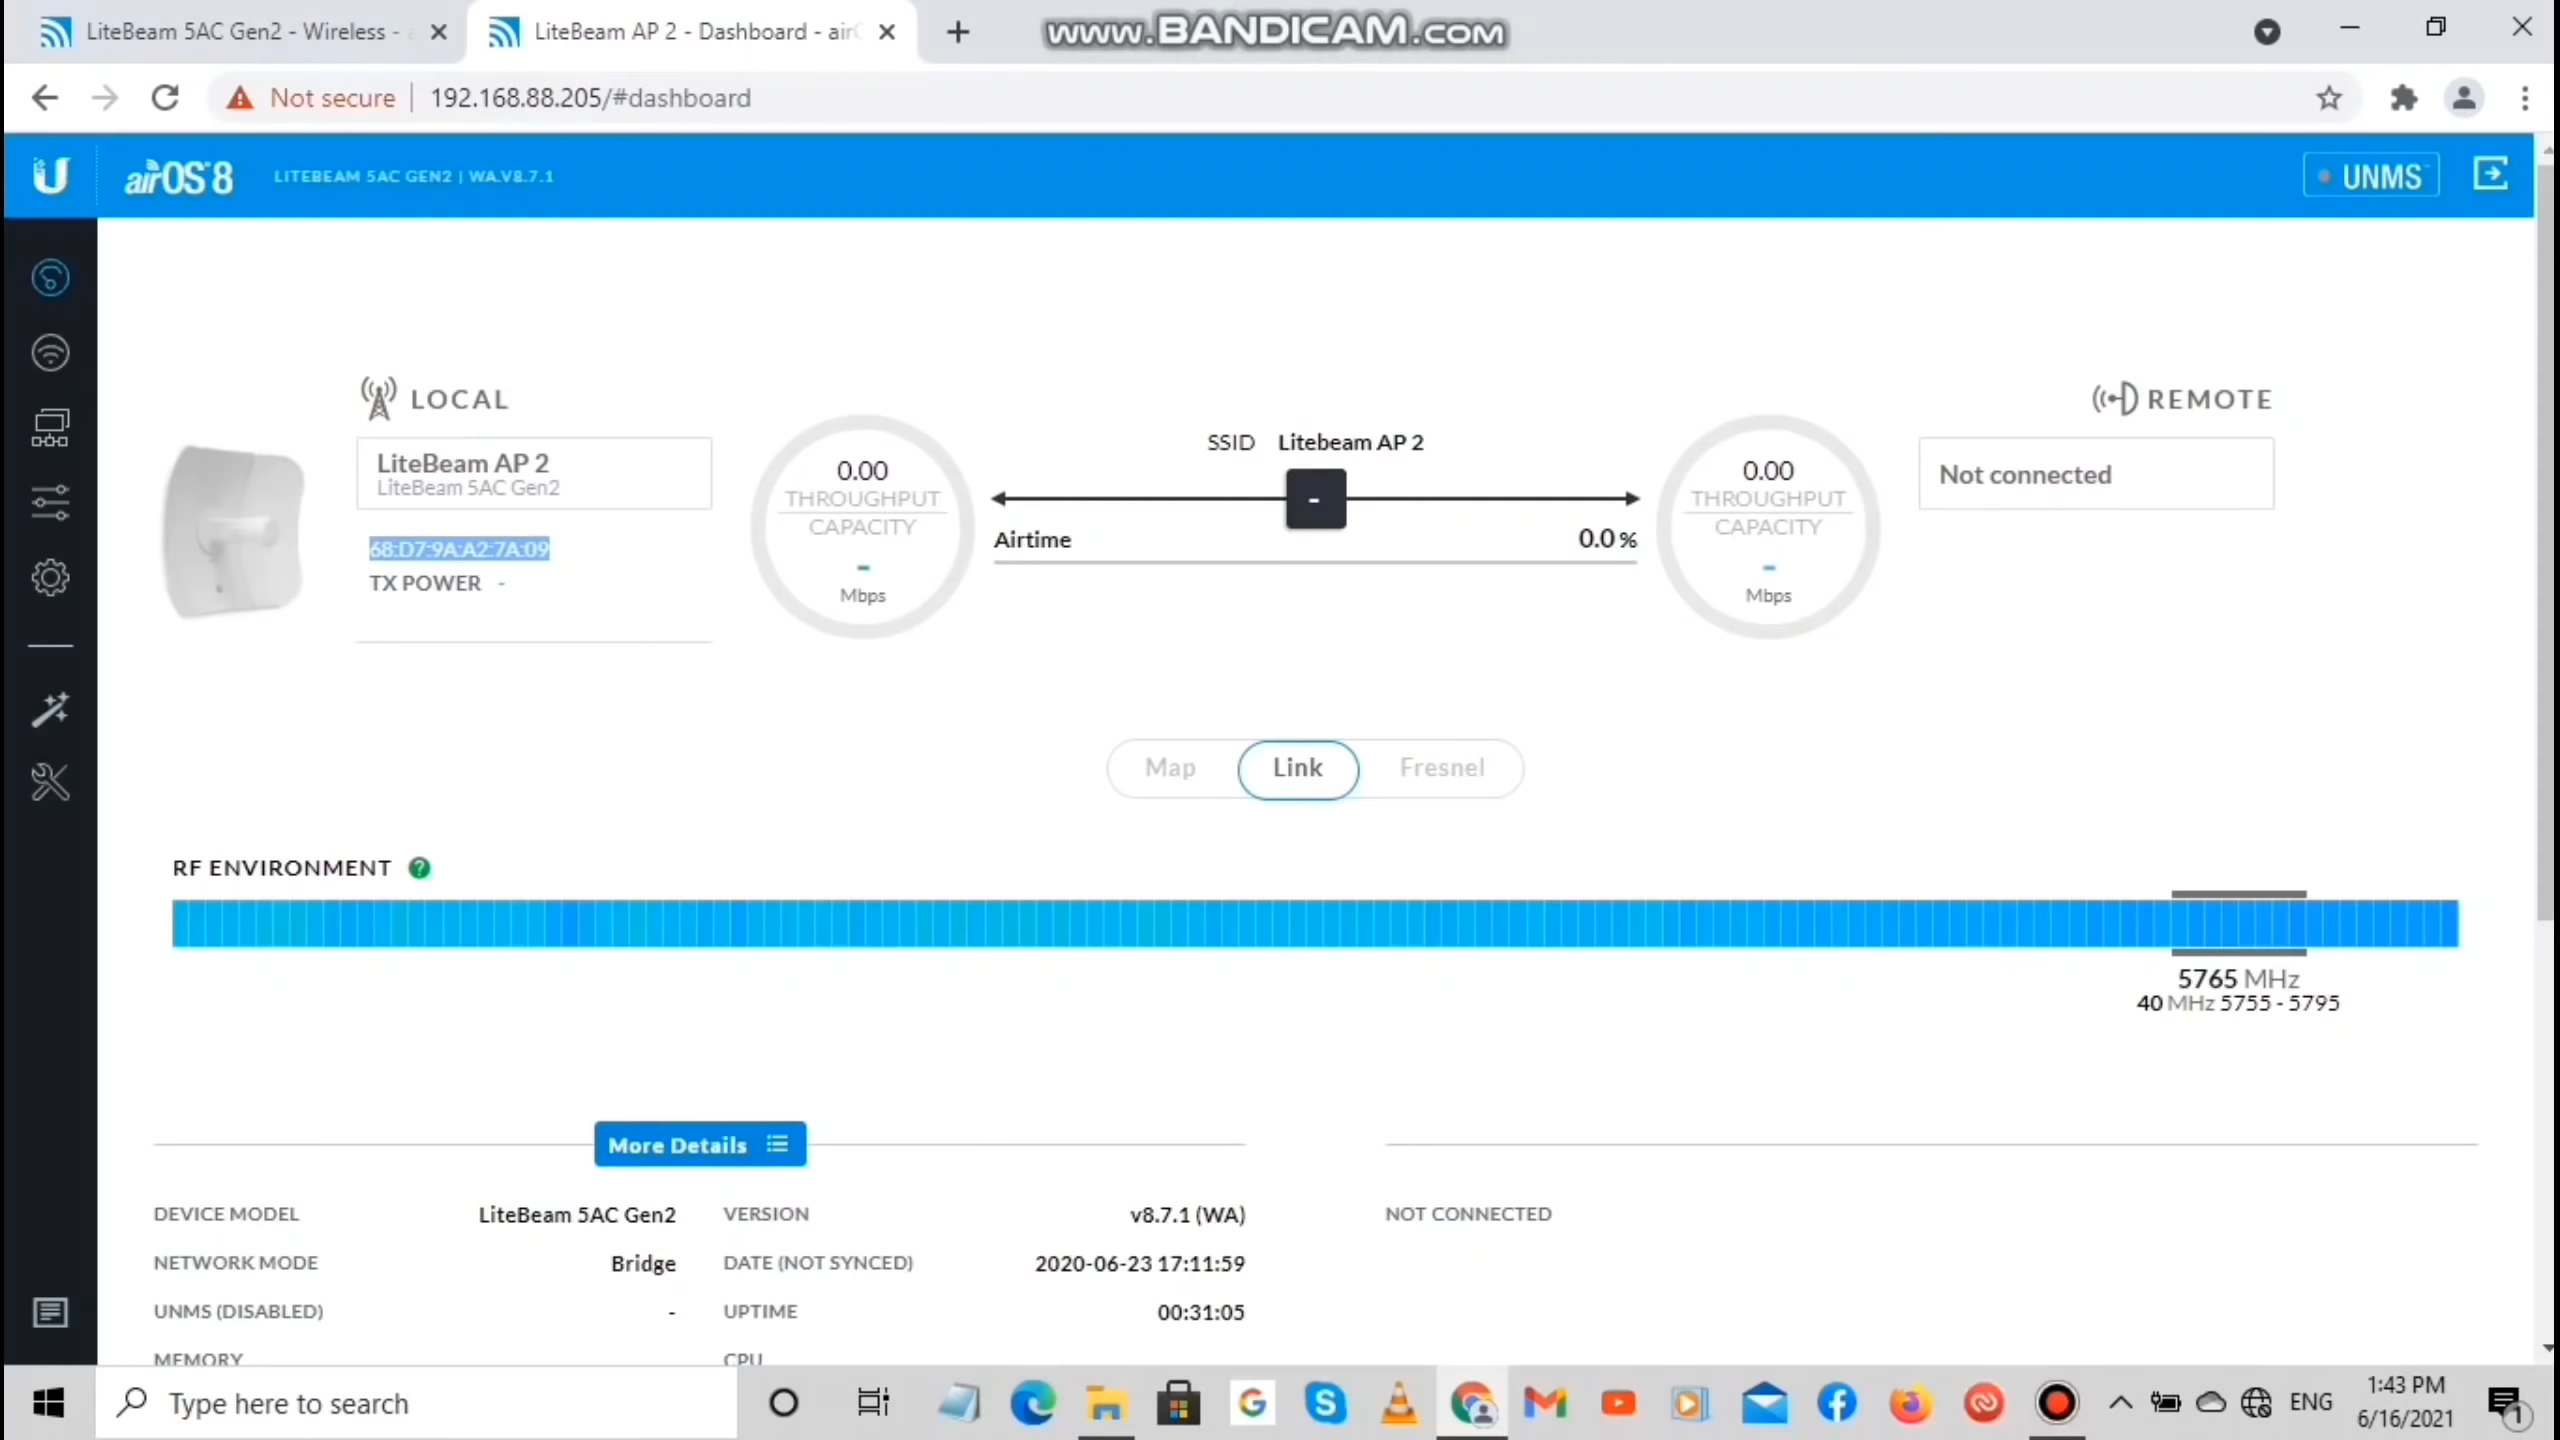 LiteBeam 5AC Gen2 - Wireless -
LiteBeam AP 2 - Dashboard - air
www.BANDICAM.com
Not secure
192.168.88.205/#dashboard
U
airOS 8
LITEBEAM 5AC GEN2 | WA.V8.7.1
UNMS
LOCAL
REMOTE
LiteBeam AP 2
LiteBeam 5AC Gen2
68:D7:9A:A2:7A:09
TX POWER -
0.00
THROUGHPUT
CAPACITY
-
Mbps
SSID Litebeam AP 2
-
Airtime 0.0 %
0.00
THROUGHPUT
CAPACITY
-
Mbps
Not connected
Map Link Fresnel
RF ENVIRONMENT ?
5765 MHz
40 MHz 5755 - 5795
More Details
DEVICE MODEL LiteBeam 5AC Gen2 VERSION v8.7.1 (WA) NOT CONNECTED
NETWORK MODE Bridge DATE (NOT SYNCED) 2020-06-23 17:11:59
UNMS (DISABLED) - UPTIME 00:31:05
MEMORY CPU
Type here to search
ENG
1:43 PM
6/16/2021
1